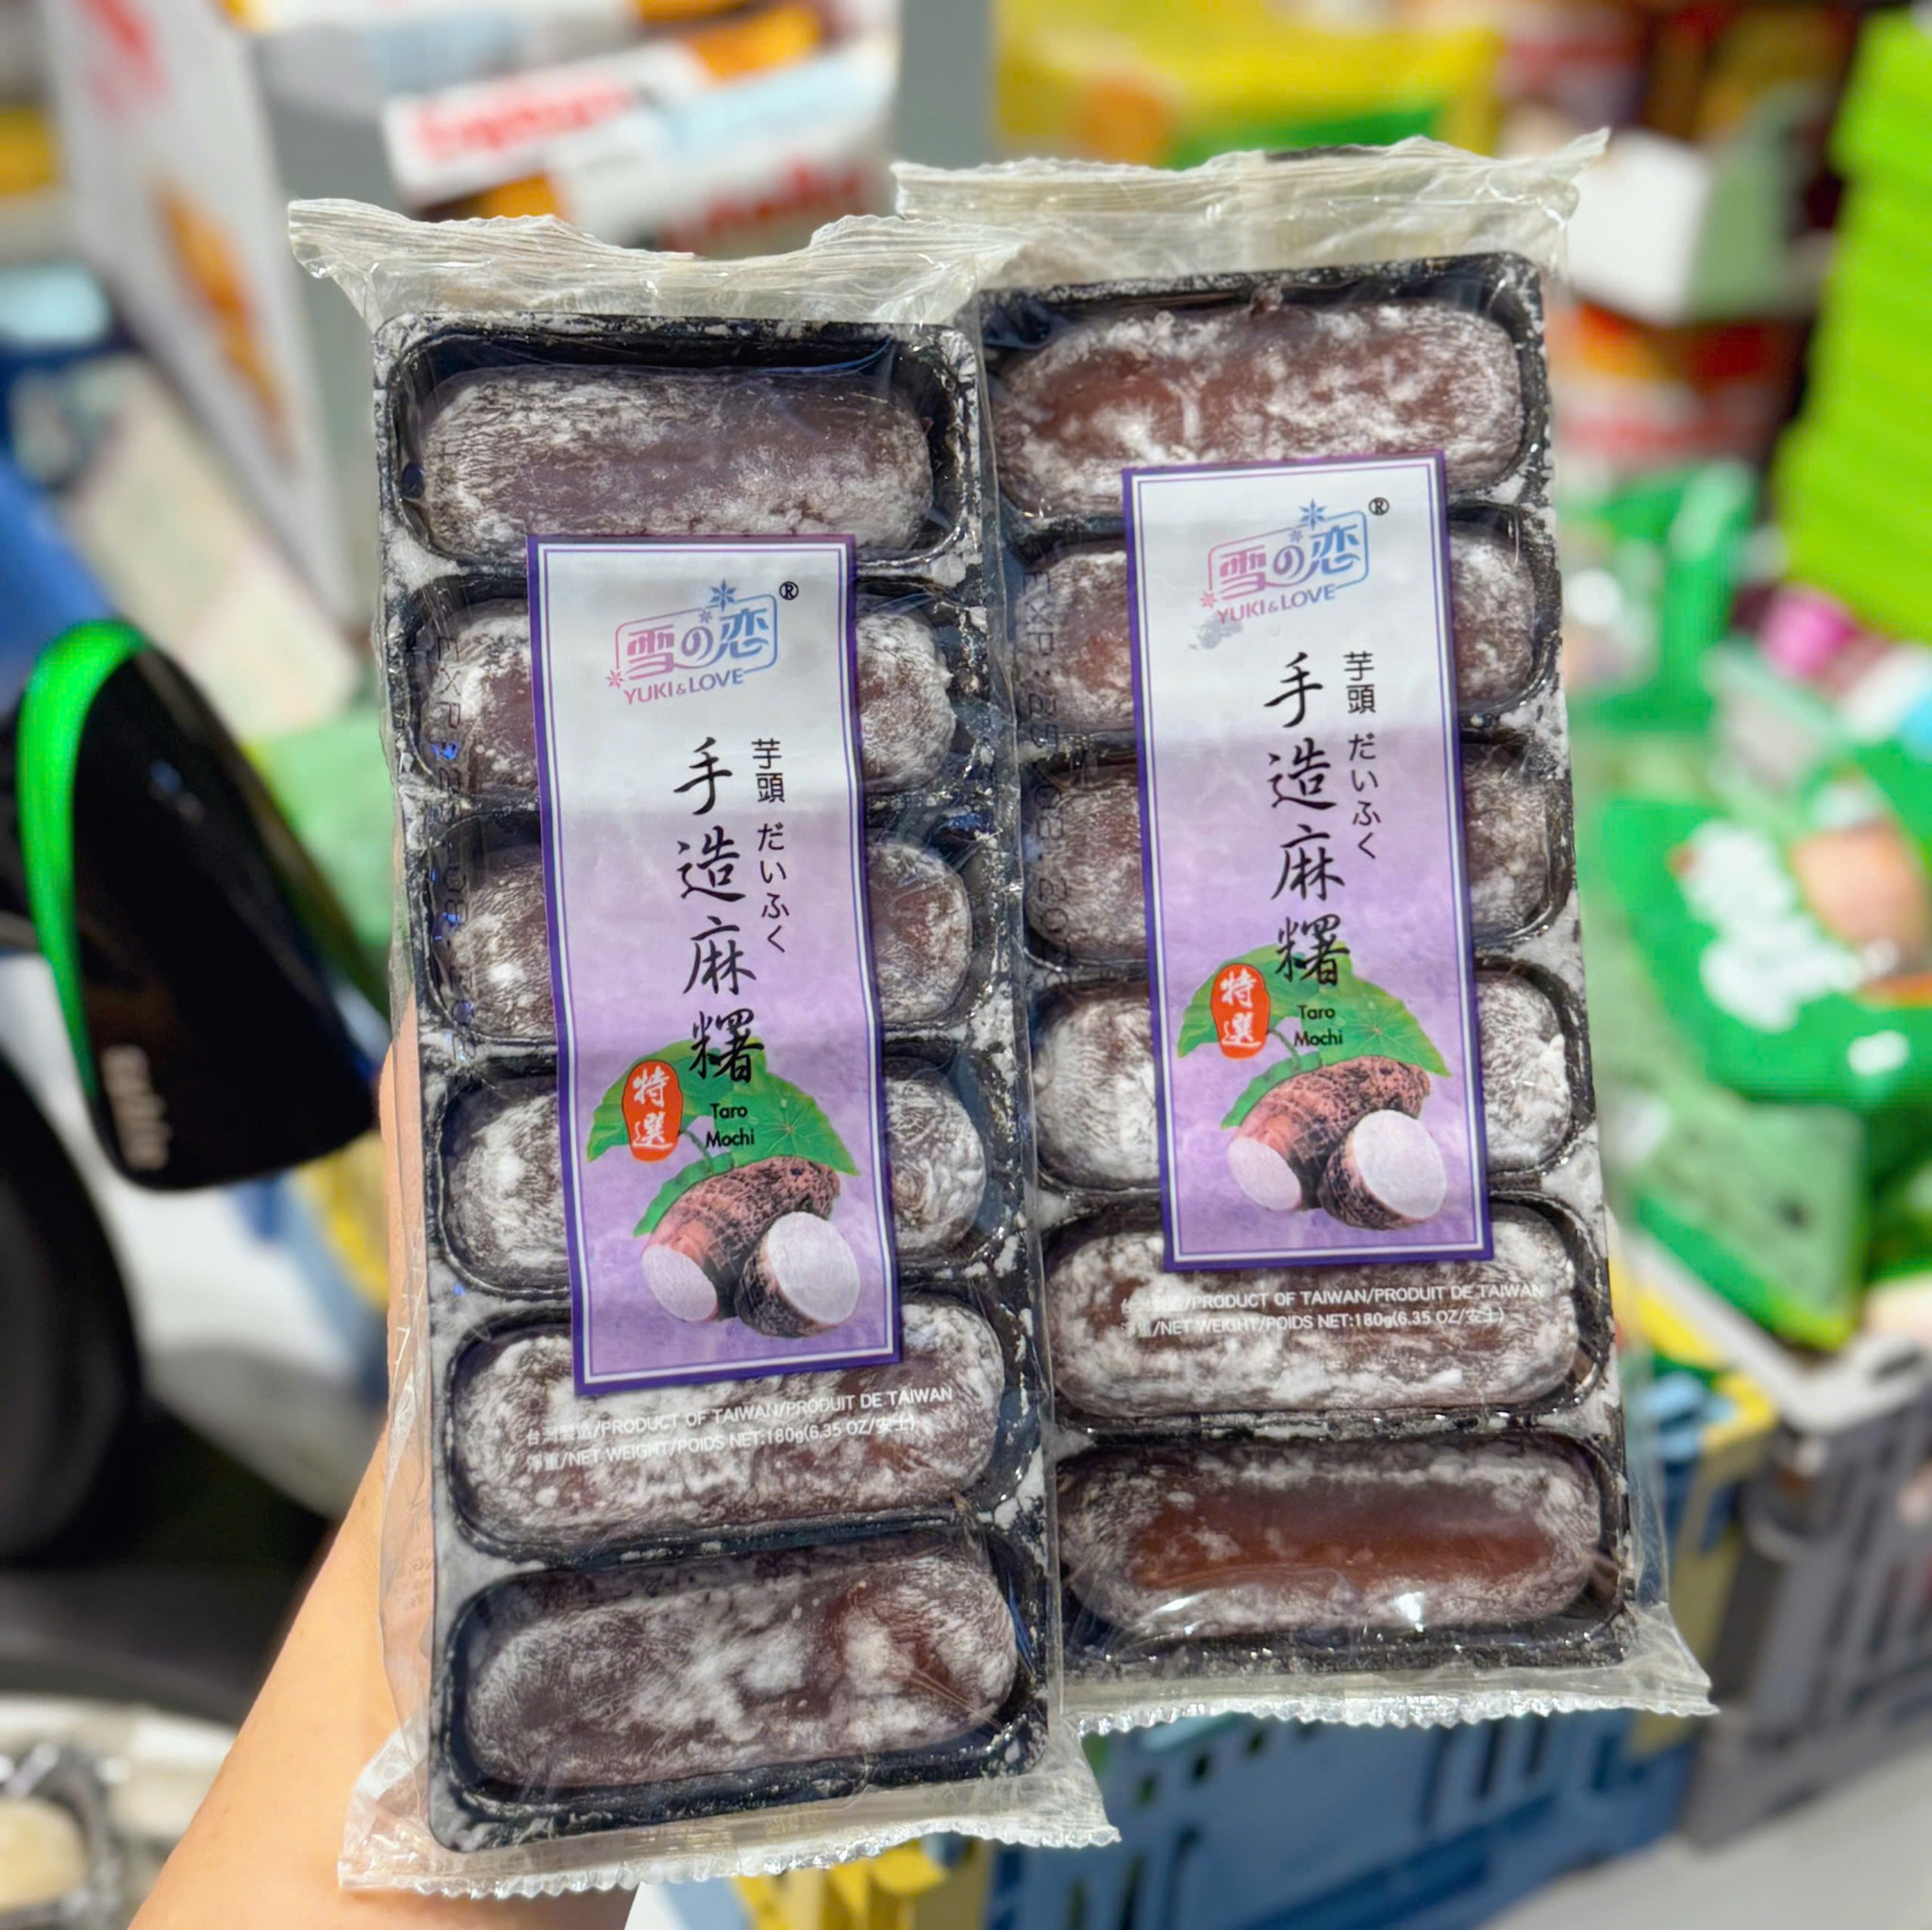 雪の恋®
YUKI&LOVE
芋頭 だいふく
手造麻糬
特選
Taro
Mochi
台灣製造/PRODUCT OF TAIWAN/PRODUIT DE TAIWAN
淨重/NET WEIGHT/POIDS NET:180g(6.35 OZ/安士)
雪の恋®
YUKI&LOVE
芋頭 だいふく
手造麻糬
特選
Taro
Mochi
台灣製造/PRODUCT OF TAIWAN/PRODUIT DE TAIWAN
淨重/NET WEIGHT/POIDS NET:180g(6.35 OZ/安士)